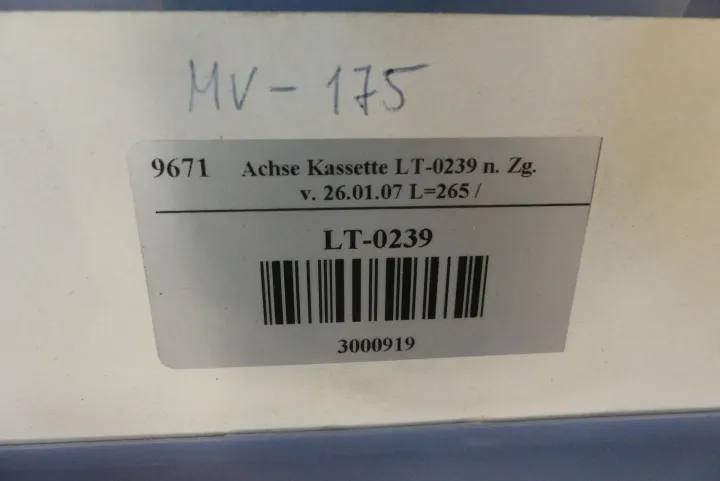 MV-175
9671 Achse Kassette LT-0239 n. Zg.
v. 26.01.07 L=265 /
LT-0239
3000919